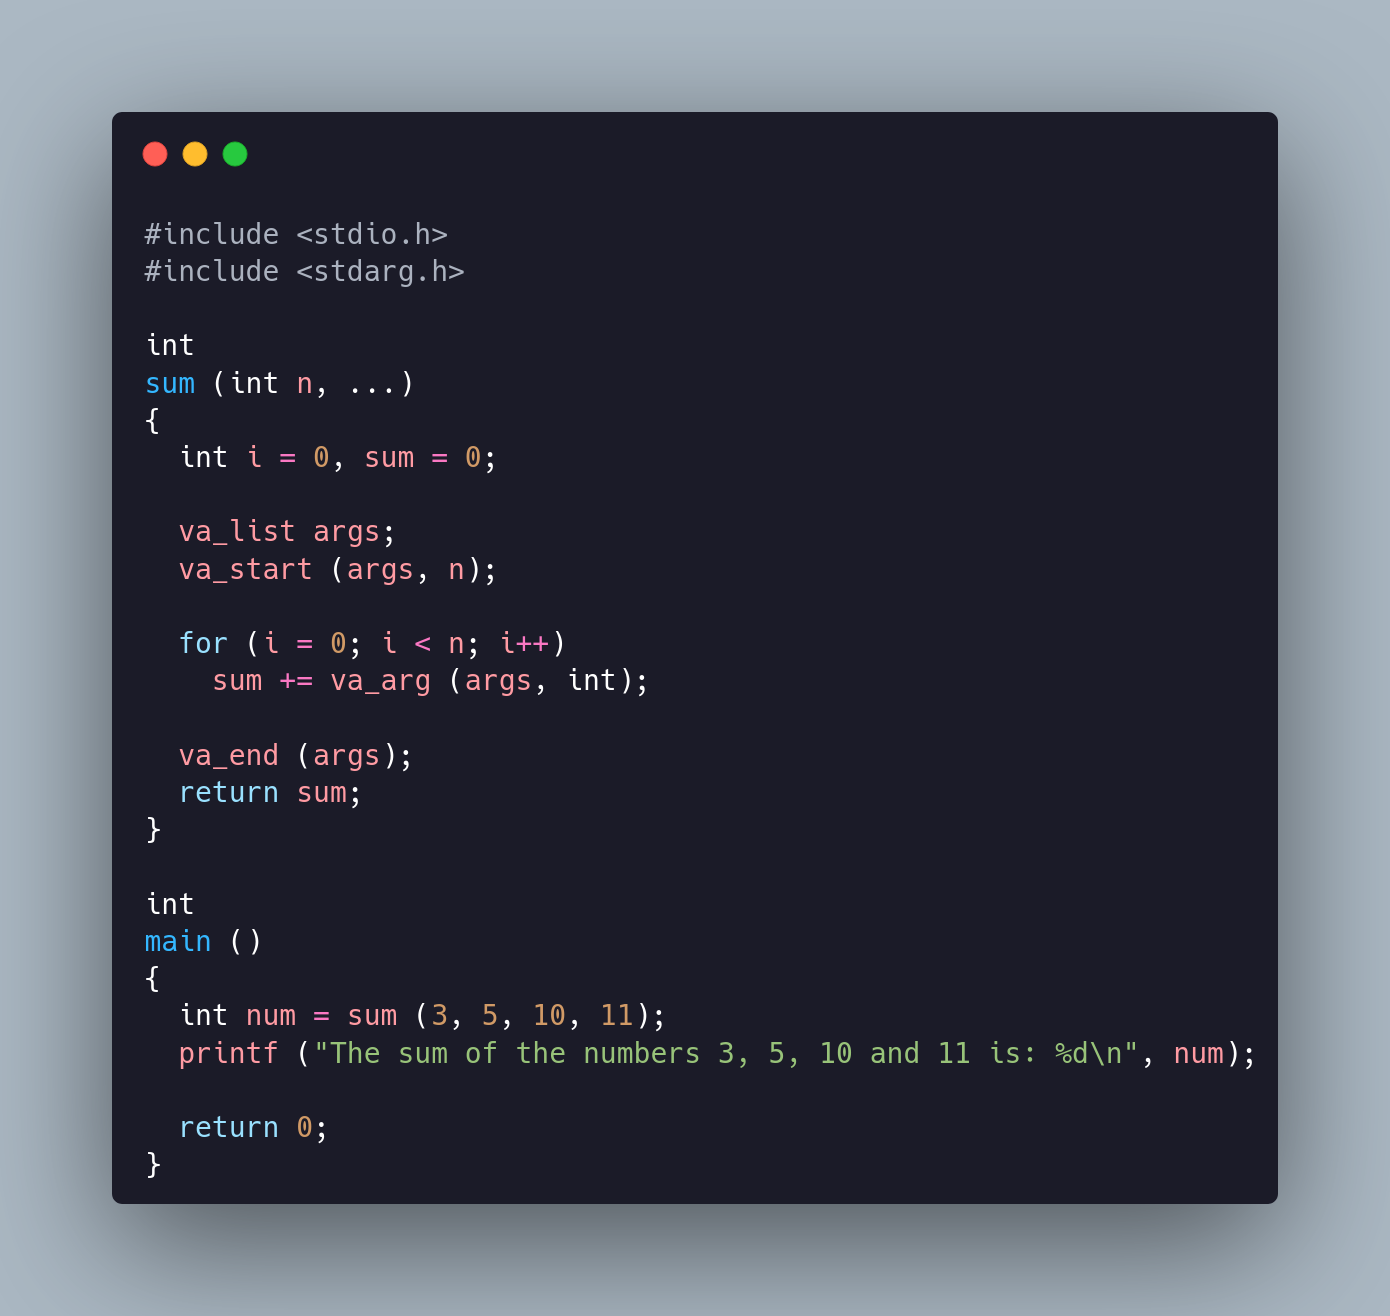 #include <stdio.h>
#include <stdarg.h>

int
sum (int n, ...)
{
  int i = 0, sum = 0;

  va_list args;
  va_start (args, n);

  for (i = 0; i < n; i++)
    sum += va_arg (args, int);

  va_end (args);
  return sum;
}

int
main ()
{
  int num = sum (3, 5, 10, 11);
  printf ("The sum of the numbers 3, 5, 10 and 11 is: %d\n", num);

  return 0;
}